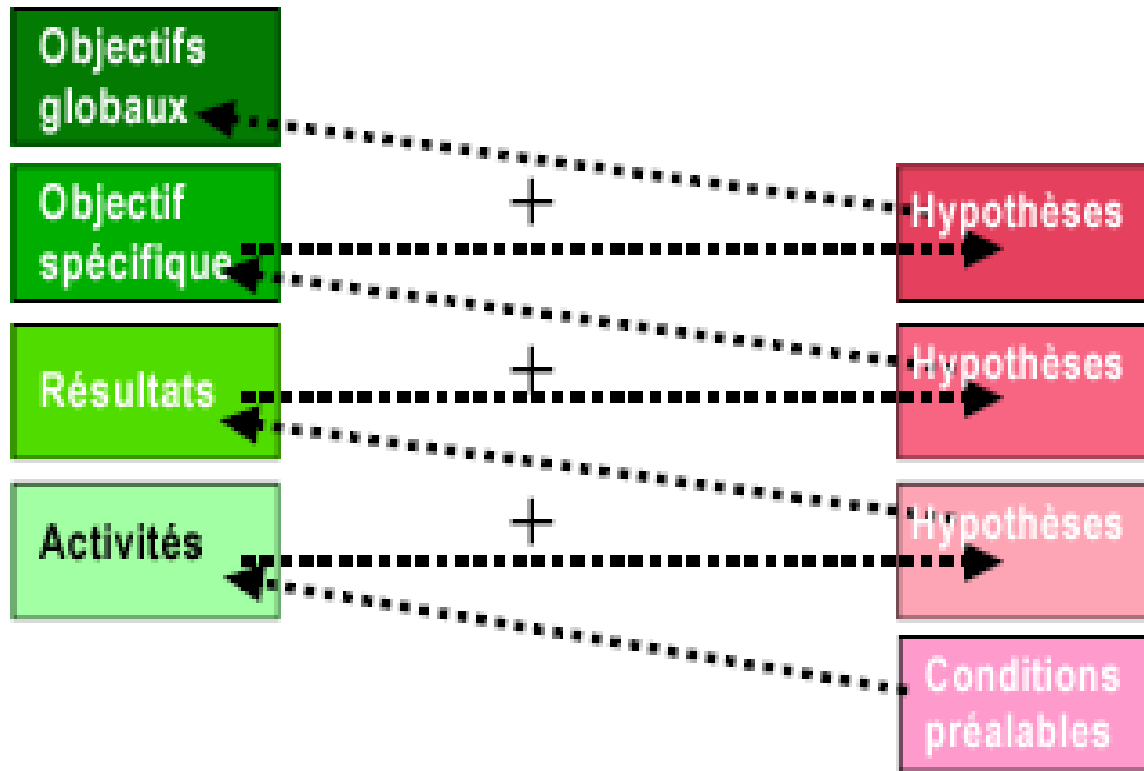 Objectifs
globaux
+
Objectif
spécifique
Hypothèses
+
Résultats
Hypothèses
+
Activités
Hypothèses
Conditions
préalables